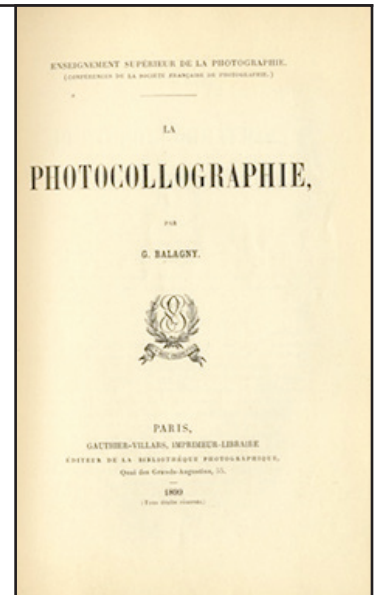 ENSEIGNEMENT SUPÉRIEUR DE LA PHOTOGRAPHIE.
(CONFÉRENCES DE LA SOCIÉTÉ FRANÇAISE DE PHOTOGRAPHIE.)
LA
PHOTOCOLLOGRAPHIE,
PAR
G. BALAGNY.
PARIS,
GAUTHIER-VILLARS, IMPRIMEUR-LIBRAIRE
ÉDITEUR DE LA BIBLIOTHÈQUE PHOTOGRAPHIQUE,
Quai des Grands-Augustins, 55.
1890
(Tous droits réservés.)